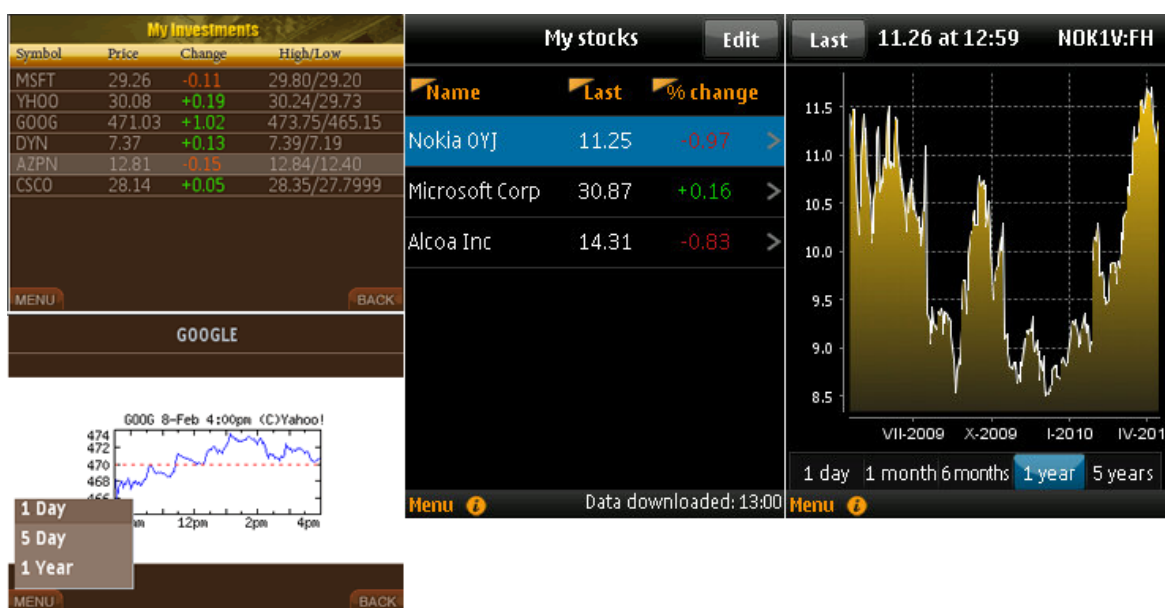 My Investments
Symbol Price Change High/Low
MSFT 29.26 -0.11 29.80/29.20
YHOO 30.08 +0.19 30.24/29.73
GOOG 471.03 +1.02 473.75/465.15
DYN 7.37 +0.13 7.39/7.19
AZPN 12.81 -0.15 12.84/12.40
CSCO 28.14 +0.05 28.35/27.7999
MENU BACK
GOOGLE
GOOG 8-Feb 4:00pm (C)Yahoo!
474
472
470
468
12pm 2pm 4pm
1 Day
5 Day
1 Year
MENU BACK
My stocks Edit
Name Last % change
Nokia OYJ 11.25 -0.97 >
Microsoft Corp 30.87 +0.16 >
Alcoa Inc 14.31 -0.83 >
Menu i Data downloaded: 13:00
Last 11.26 at 12:59 NOK1V:FH
11.5
11.0
10.5
10.0
9.5
9.0
8.5
VII-2009 X-2009 I-2010 IV-201
1 day 1 month 6 months 1 year 5 years
Menu i